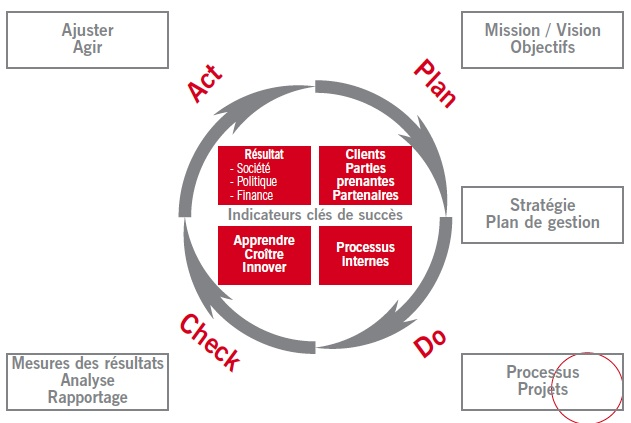 Ajuster
Agir
Mission / Vision
Objectifs
Act
Plan
Résultat
- Société
- Politique
- Finance
Clients
Parties
prenantes
Partenaires
Indicateurs clés de succès
Stratégie
Plan de gestion
Apprendre
Croître
Innover
Processus
Internes
Check
Do
Mesures des résultats
Analyse
Rapportage
Processus
Projets